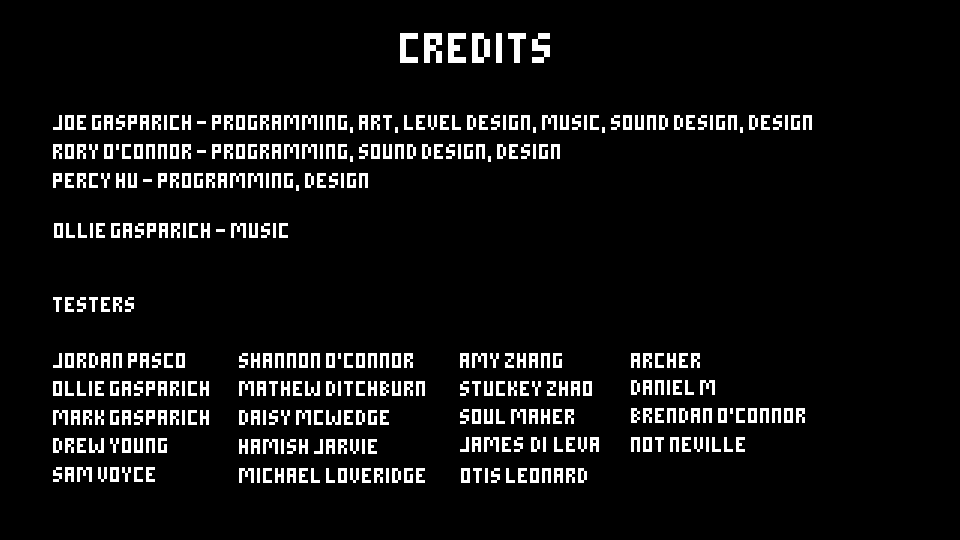 CREDITS
JOE GASPARICH - PROGRAMMING, ART, LEVEL DESIGN, MUSIC, SOUND DESIGN, DESIGN
RORY O'CONNOR - PROGRAMMING, SOUND DESIGN, DESIGN
PERCY HU - PROGRAMMING, DESIGN
OLLIE GASPARICH - MUSIC
TESTERS
JORDAN PASCO
OLLIE GASPARICH
MARK GASPARICH
DREW YOUNG
SAM VOYCE
SHANNON O'CONNOR
MATHEW DITCHBURN
DAISY MCWEDGE
HAMISH JARVIE
MICHAEL LOVERIDGE
AMY ZHANG
STUCKEY ZHAO
SOUL MAHER
JAMES DI LEVA
OTIS LEONARD
ARCHER
DANIEL M
BRENDAN O'CONNOR
NOT NEVILLE